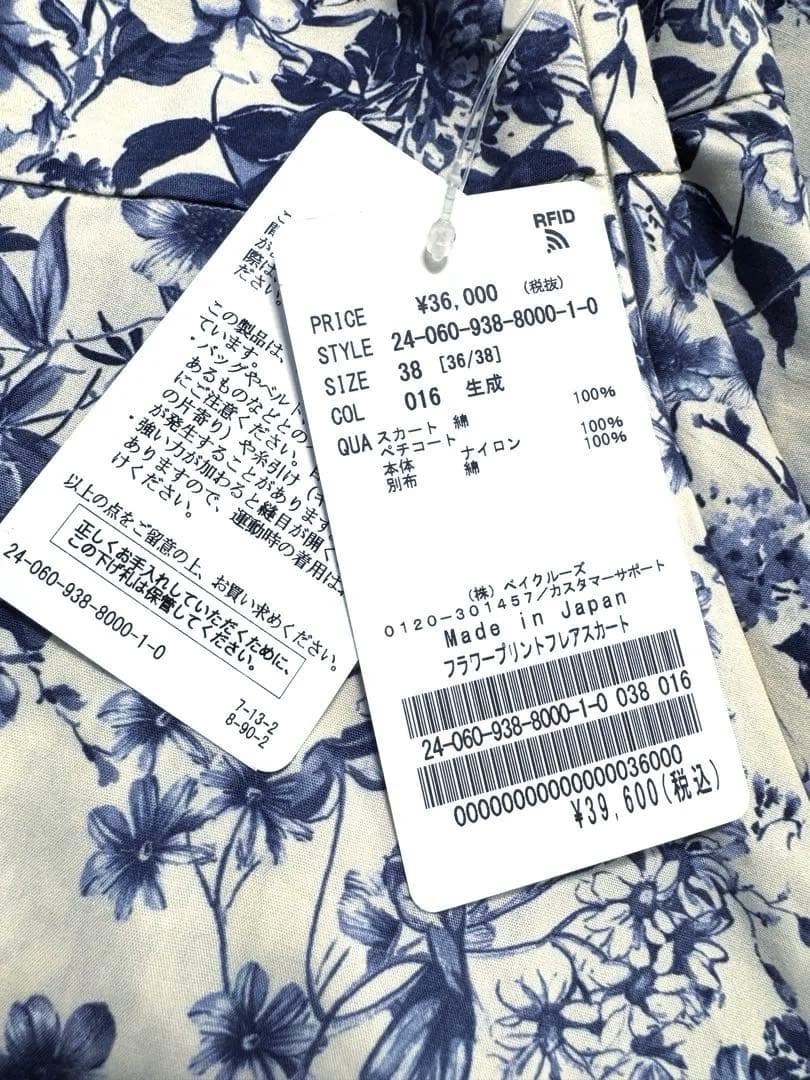 RFID
PRICE ¥36,000 (税抜)
STYLE 24-060-938-8000-1-0
SIZE 38 [36/38]
COL 016 生成
QUA スカート 綿 100%
ペチコート
本体 ナイロン 100%
別布 綿 100%
(株) ベイクルーズ
0120-301457/カスタマーサポート
Made in Japan
フラワープリントフレアスカート
24-060-938-8000-1-0 038 016
00000000000000036000
¥39,600(税込)
際は
ださい。
この製品は、
ています。
・バッグやベルト、
あるものなどとの
にご注意ください。
の片寄り)や糸引け
が発生することがあります。
・強い力が加わると縫目が開く
ありますので、運動時の着用は
けください。
以上の点をご留意の上、お買い求めください。
正しくお手入れしていただくために、
この下げ札は保管してください。
24-060-938-8000-1-0
7-13-2
8-90-2